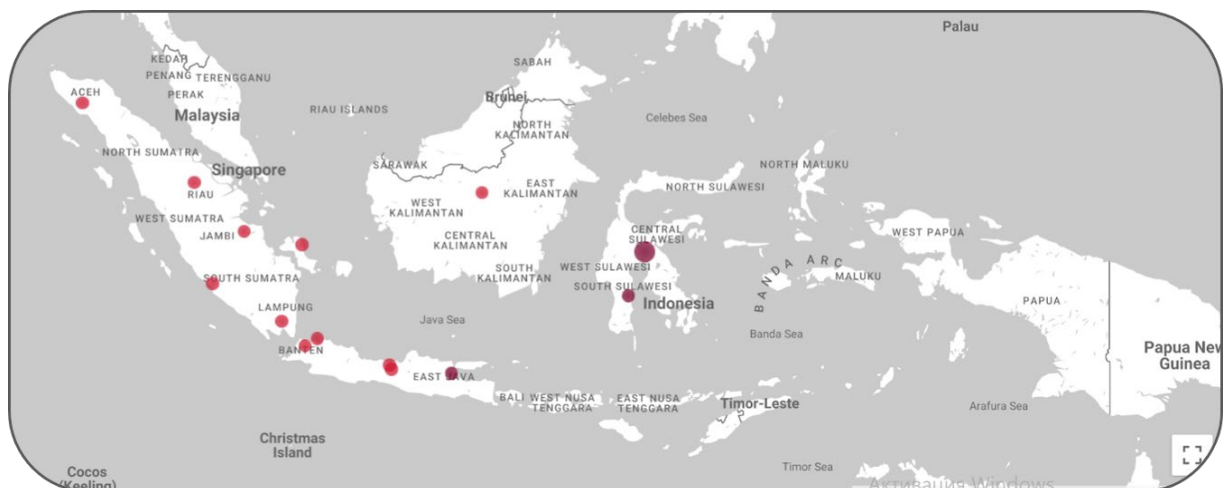 Palau
KEDAH
SABAH
PENANG TERENGGANU
ACEH
PERAK
Brunei
Malaysia
RIAU ISLANDS
Celebes Sea
NORTH
KALIMANTAN
NORTH SUMATRA
SARAWAK
NORTH MALUKU
Singapore
RIAU
EAST
KALIMANTAN
NORTH SULAWESI
WEST
KALIMANTAN
WEST SUMATRA
JAMBI
CENTRAL
KALIMANTAN
CENTRAL
SULAWESI
WEST PAPUA
SOUTH SUMATRA
SOUTH
KALIMANTAN
WEST SULAWESI
BANDA ARC
MALUKU
SOUTH SULAWESI
Indonesia
PAPUA
LAMPUNG
Java Sea
Banda Sea
BANTEN
Papua New
Guinea
EAST JAVA
BALI WEST NUSA
TENGGARA
EAST NUSA
TENGGARA
Timor-Leste
Arafura Sea
Christmas
Island
Timor Sea
Cocos
(Keeling)
Активация Windows